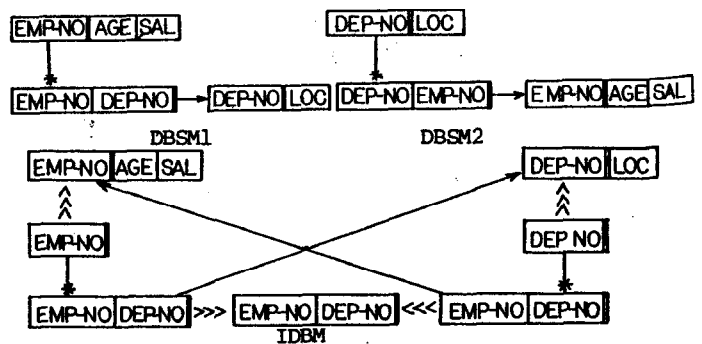 EMP-NO AGE SAL DEP-NO LOC
EMP-NO DEP-NO DEP-NO LOC DEP-NO EMP-NO EMP-NO AGE SAL
DBSM1 DBSM2
EMP-NO AGE SAL DEP-NO LOC
EMP-NO DEP NO
EMP-NO DEP-NO >>> EMP-NO DEP-NO <<< EMP-NO DEP-NO
IDBM